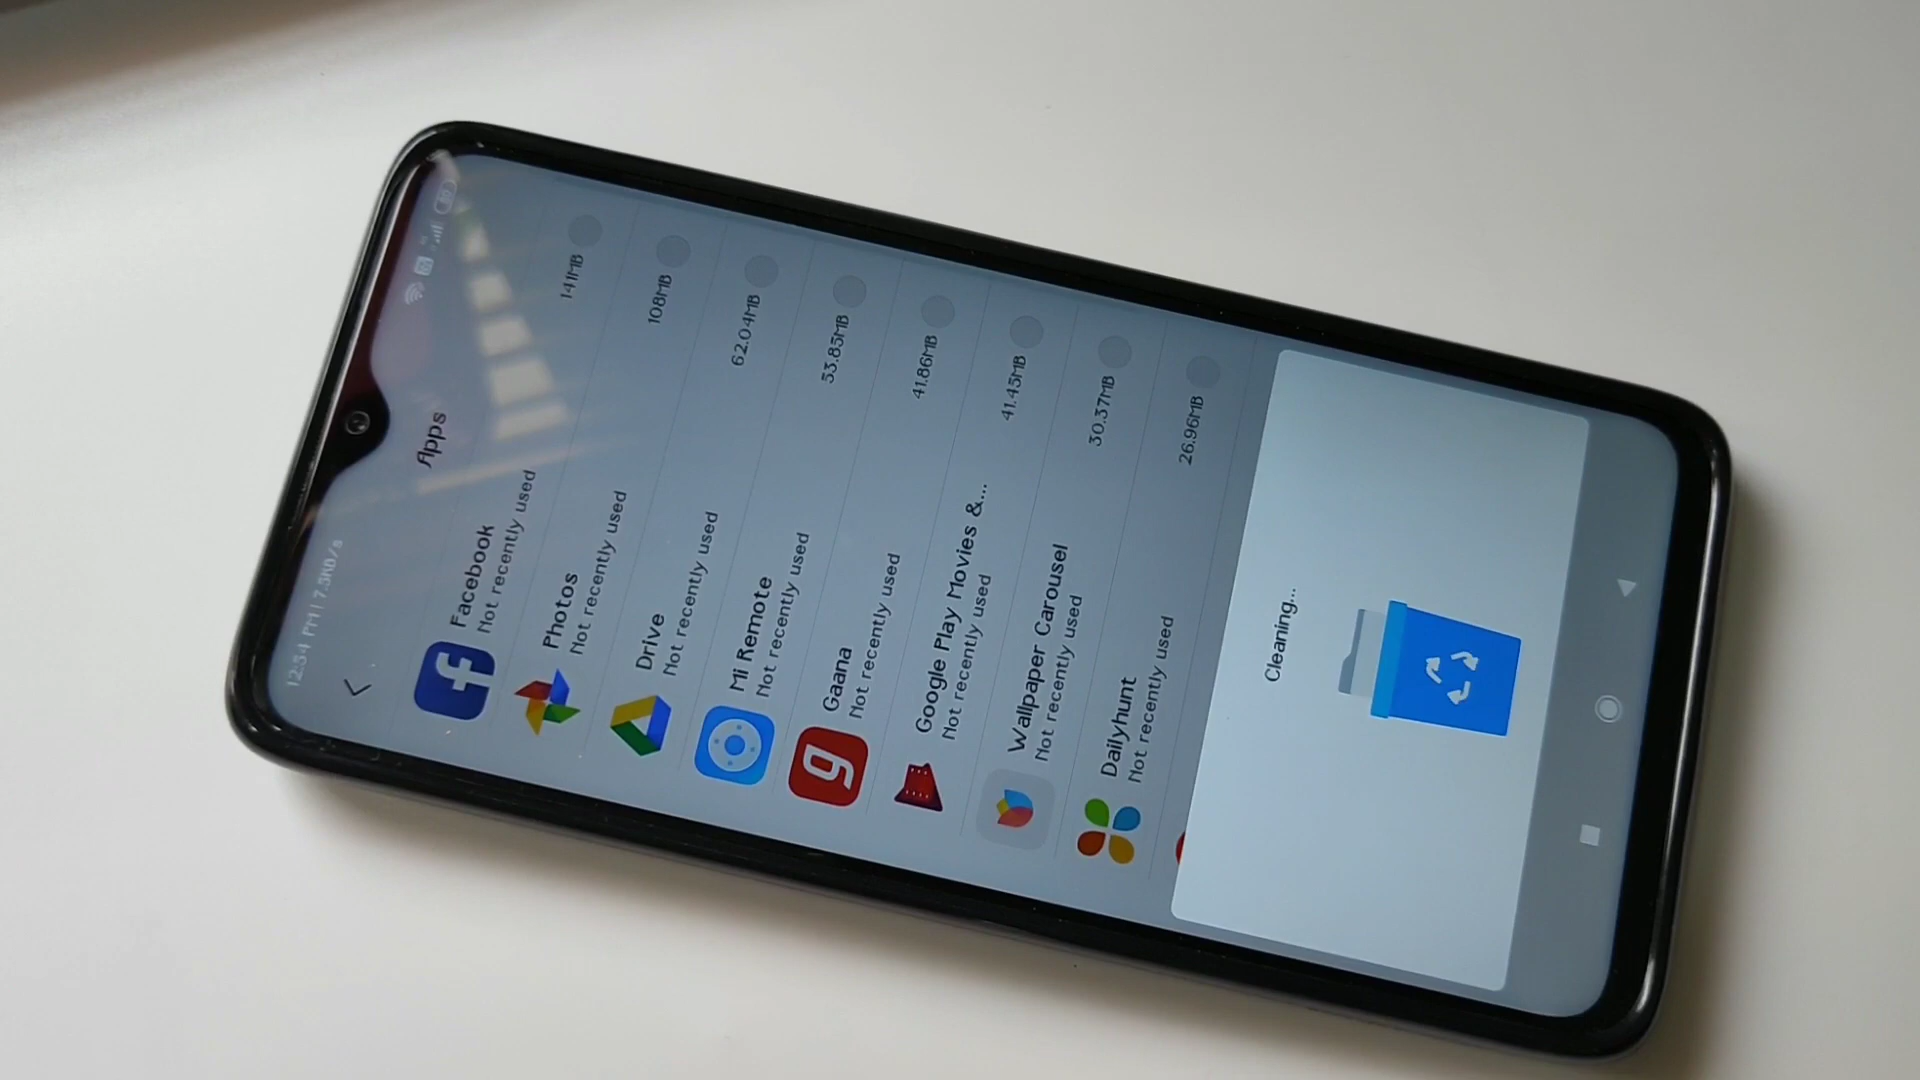 12:54 PM | 7.3KB/s
Apps
Facebook
Not recently used
141MB
Photos
Not recently used
108MB
Drive
Not recently used
62.04MB
Mi Remote
Not recently used
53.85MB
Gaana
Not recently used
41.86MB
Google Play Movies &...
Not recently used
41.45MB
Wallpaper Carousel
Not recently used
30.37MB
Dailyhunt
Not recently used
26.96MB
Cleaning...